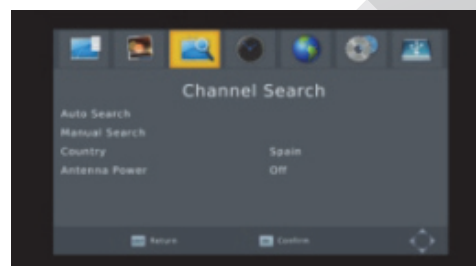 Channel Search
Auto Search
Manual Search
Country Spain
Antenna Power Off
Return Confirm